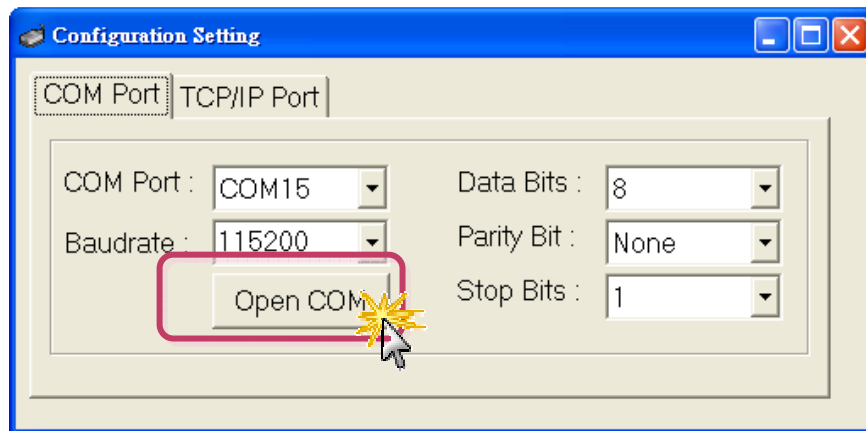 Configuration Setting
COM Port TCP/IP Port
COM Port : COM15 Data Bits : 8
Baudrate : 115200 Parity Bit : None
Open COM Stop Bits : 1